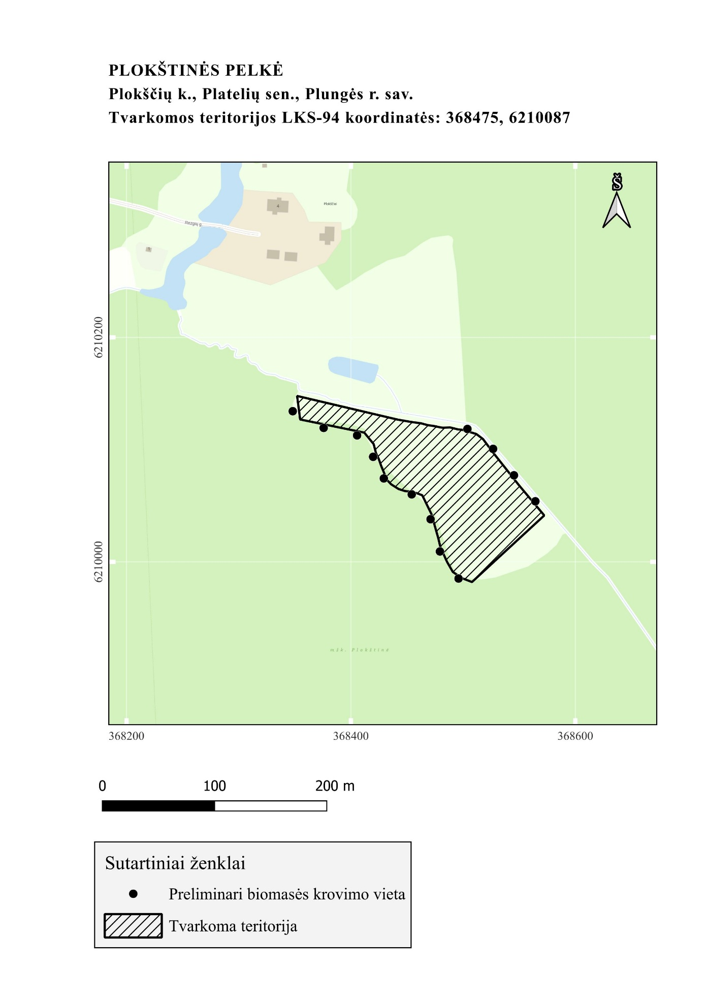 PLOKŠTINĖS PELKĖ
Plokščių k., Platelių sen., Plungės r. sav.
Tvarkomos teritorijos LKS-94 koordinatės: 368475, 6210087
Š
4
Plokščiai
Rezgių g.
1
6210200
6210000
mšk. Plokštinė
368200
368400
368600
0
100
200 m
Sutartiniai ženklai
Preliminari biomasės krovimo vieta
Tvarkoma teritorija